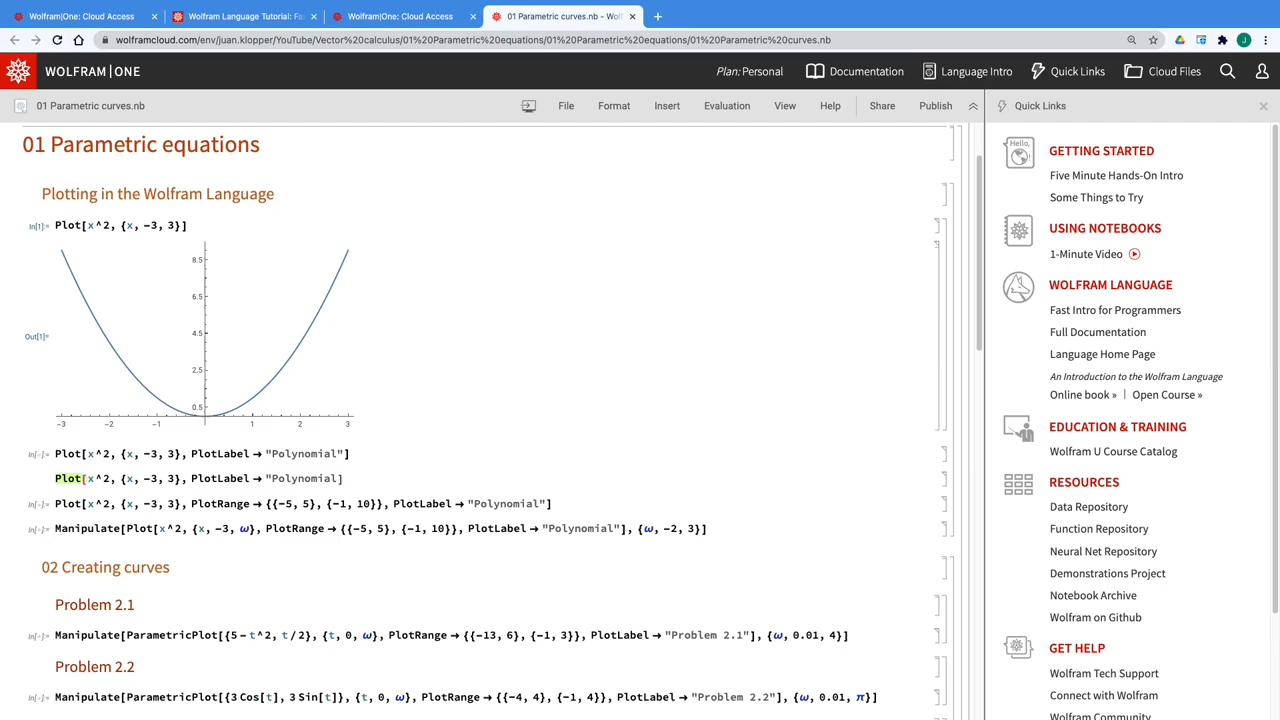 Wolfram|One: Cloud Access
Wolfram Language Tutorial: Fa
Wolfram|One: Cloud Access
01 Parametric curves.nb - Wol
wolframcloud.com/env/juan.klopper/YouTube/Vector%20calculus/01%20Parametric%20equations/01%20Parametric%20equations/01%20Parametric%20curves.nb
J
WOLFRAM|ONE
Plan: Personal
Documentation
Language Intro
Quick Links
Cloud Files
01 Parametric curves.nb
File Format Insert Evaluation View Help Share Publish
Quick Links
01 Parametric equations
Plotting in the Wolfram Language
In[1]:= Plot[x^2, {x, -3, 3}]
8.5
6.5
4.5
2.5
0.5
-3 -2 -1 1 2 3
Out[1]=
In[◦]:= Plot[x^2, {x, -3, 3}, PlotLabel → "Polynomial"]
Plot[x^2, {x, -3, 3}, PlotLabel → "Polynomial]
In[◦]:= Plot[x^2, {x, -3, 3}, PlotRange → {{-5, 5}, {-1, 10}}, PlotLabel → "Polynomial"]
In[◦]:= Manipulate[Plot[x^2, {x, -3, ω}, PlotRange → {{-5, 5}, {-1, 10}}, PlotLabel → "Polynomial"], {ω, -2, 3}]
02 Creating curves
Problem 2.1
In[◦]:= Manipulate[ParametricPlot[{5 - t^2, t / 2}, {t, 0, ω}, PlotRange → {{-13, 6}, {-1, 3}}, PlotLabel → "Problem 2.1"], {ω, 0.01, 4}]
Problem 2.2
In[◦]:= Manipulate[ParametricPlot[{3 Cos[t], 3 Sin[t]}, {t, 0, ω}, PlotRange → {{-4, 4}, {-1, 4}}, PlotLabel → "Problem 2.2"], {ω, 0.01, π}]
Hello,
GETTING STARTED
Five Minute Hands-On Intro
Some Things to Try
USING NOTEBOOKS
1-Minute Video
WOLFRAM LANGUAGE
Fast Intro for Programmers
Full Documentation
Language Home Page
An Introduction to the Wolfram Language
Online book » | Open Course »
EDUCATION & TRAINING
Wolfram U Course Catalog
RESOURCES
Data Repository
Function Repository
Neural Net Repository
Demonstrations Project
Notebook Archive
Wolfram on Github
GET HELP
Wolfram Tech Support
Connect with Wolfram
Wolfram Community